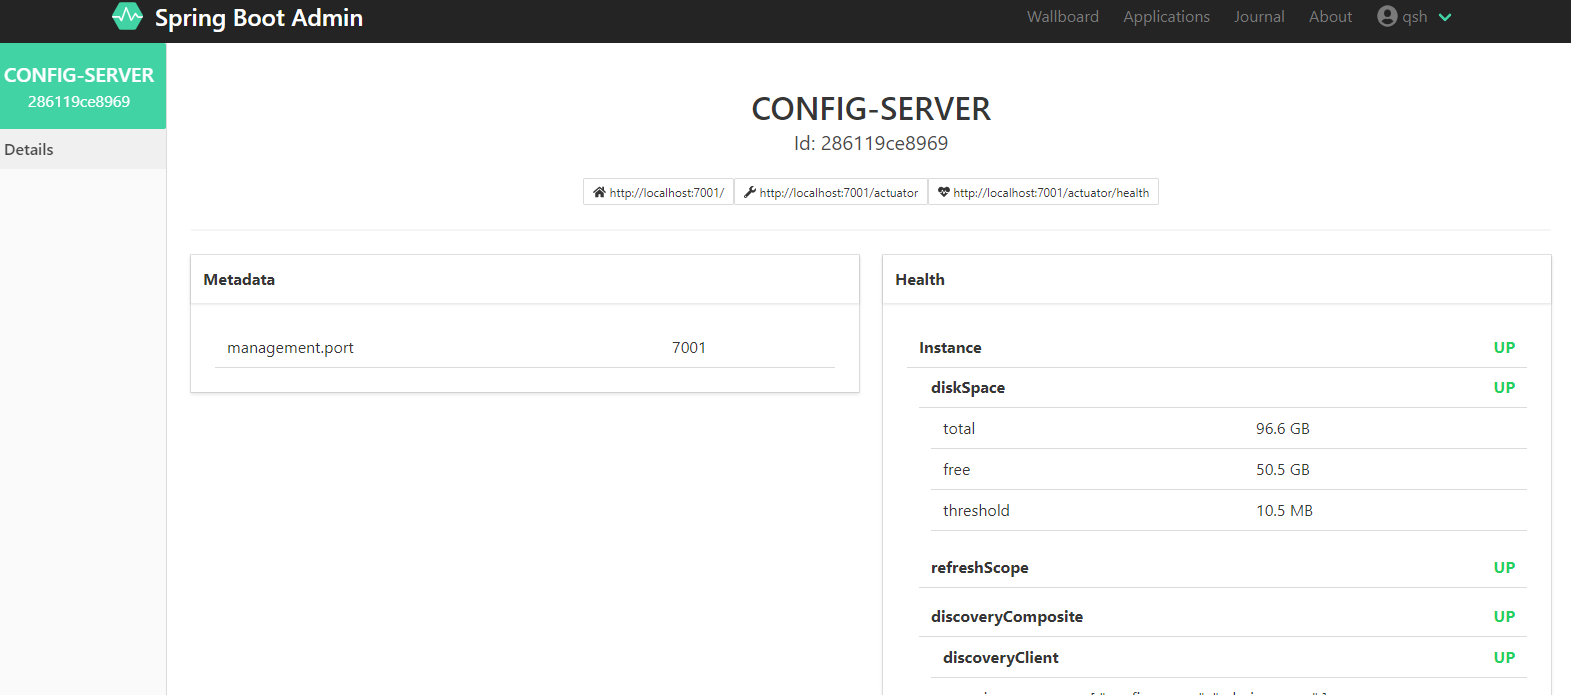 Spring Boot Admin
Wallboard Applications Journal About qsh
CONFIG-SERVER
286119ce8969
Details
CONFIG-SERVER
Id: 286119ce8969
http://localhost:7001/ http://localhost:7001/actuator http://localhost:7001/actuator/health
Metadata
management.port 7001
Health
Instance UP
diskSpace UP
total 96.6 GB
free 50.5 GB
threshold 10.5 MB
refreshScope UP
discoveryComposite UP
discoveryClient UP